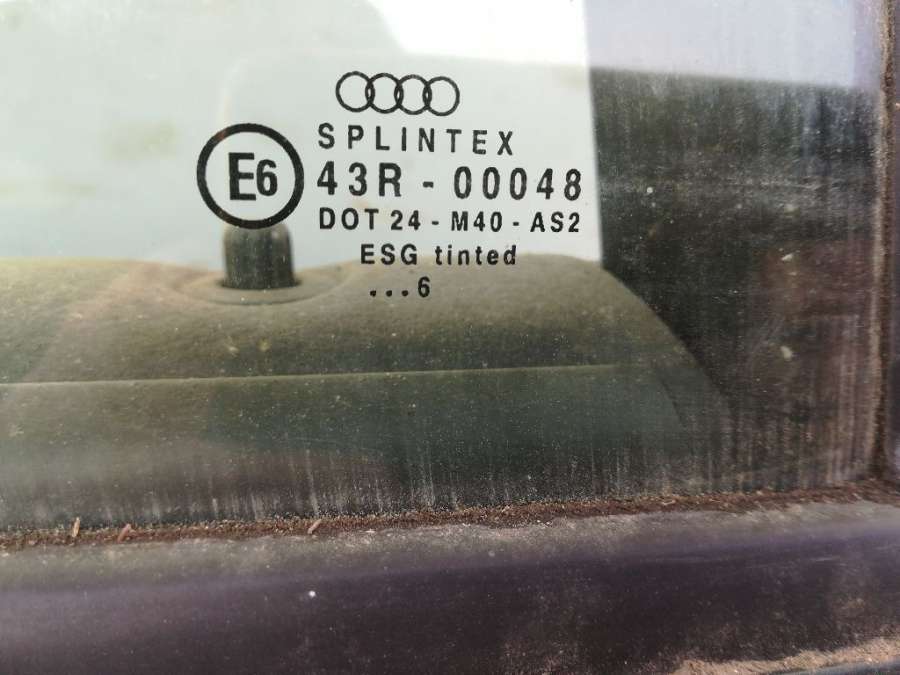 SPLINTEX
E6
43R - 00048
DOT 24 - M40 - AS2
ESG tinted
...6